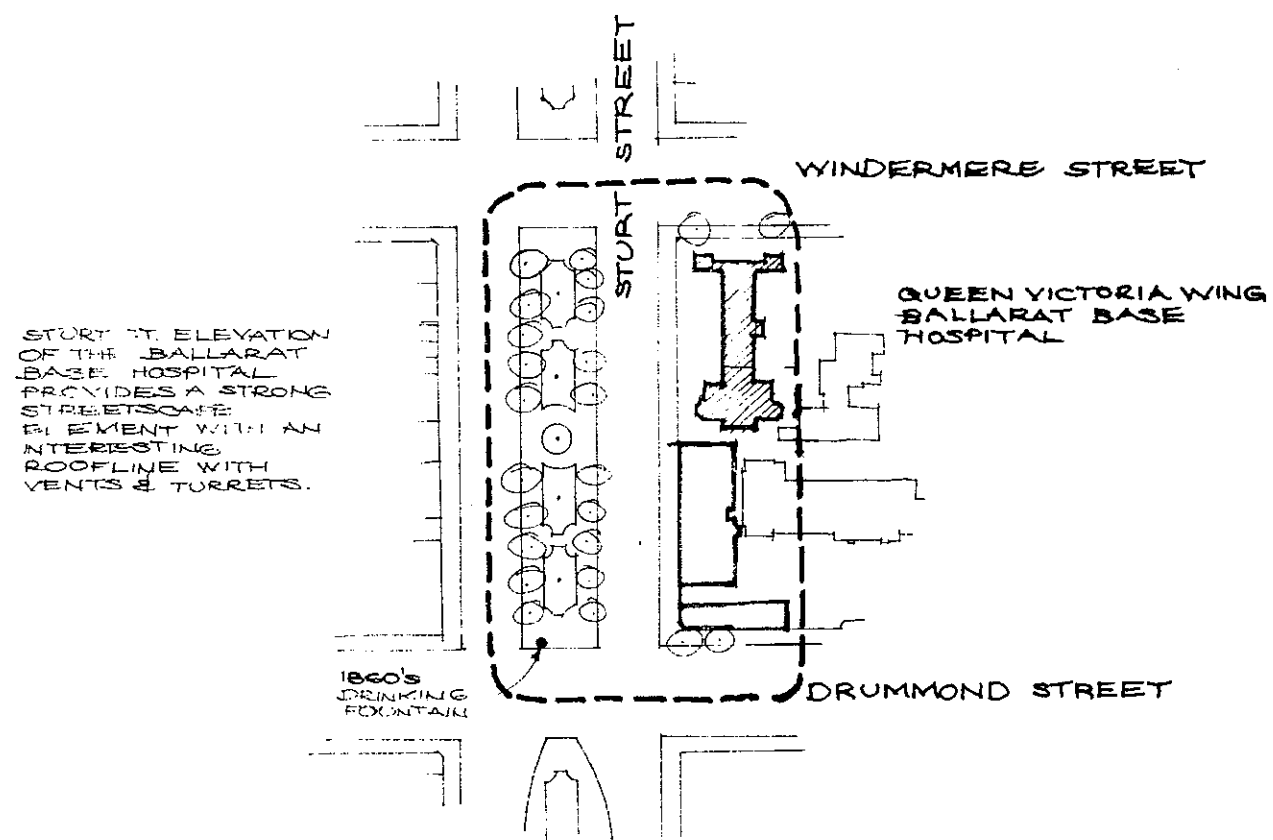 STURT STREET
STURT
WINDERMERE STREET
QUEEN VICTORIA WING
BALLARAT BASE
HOSPITAL
STURT ST. ELEVATION
OF THE BALLARAT
BASE HOSPITAL
PROVIDES A STRONG
STREETSCAPE
ELEMENT WITH AN
INTERESTING
ROOFLINE WITH
VENTS & TURRETS.
1860's
DRINKING
FOUNTAIN
DRUMMOND STREET